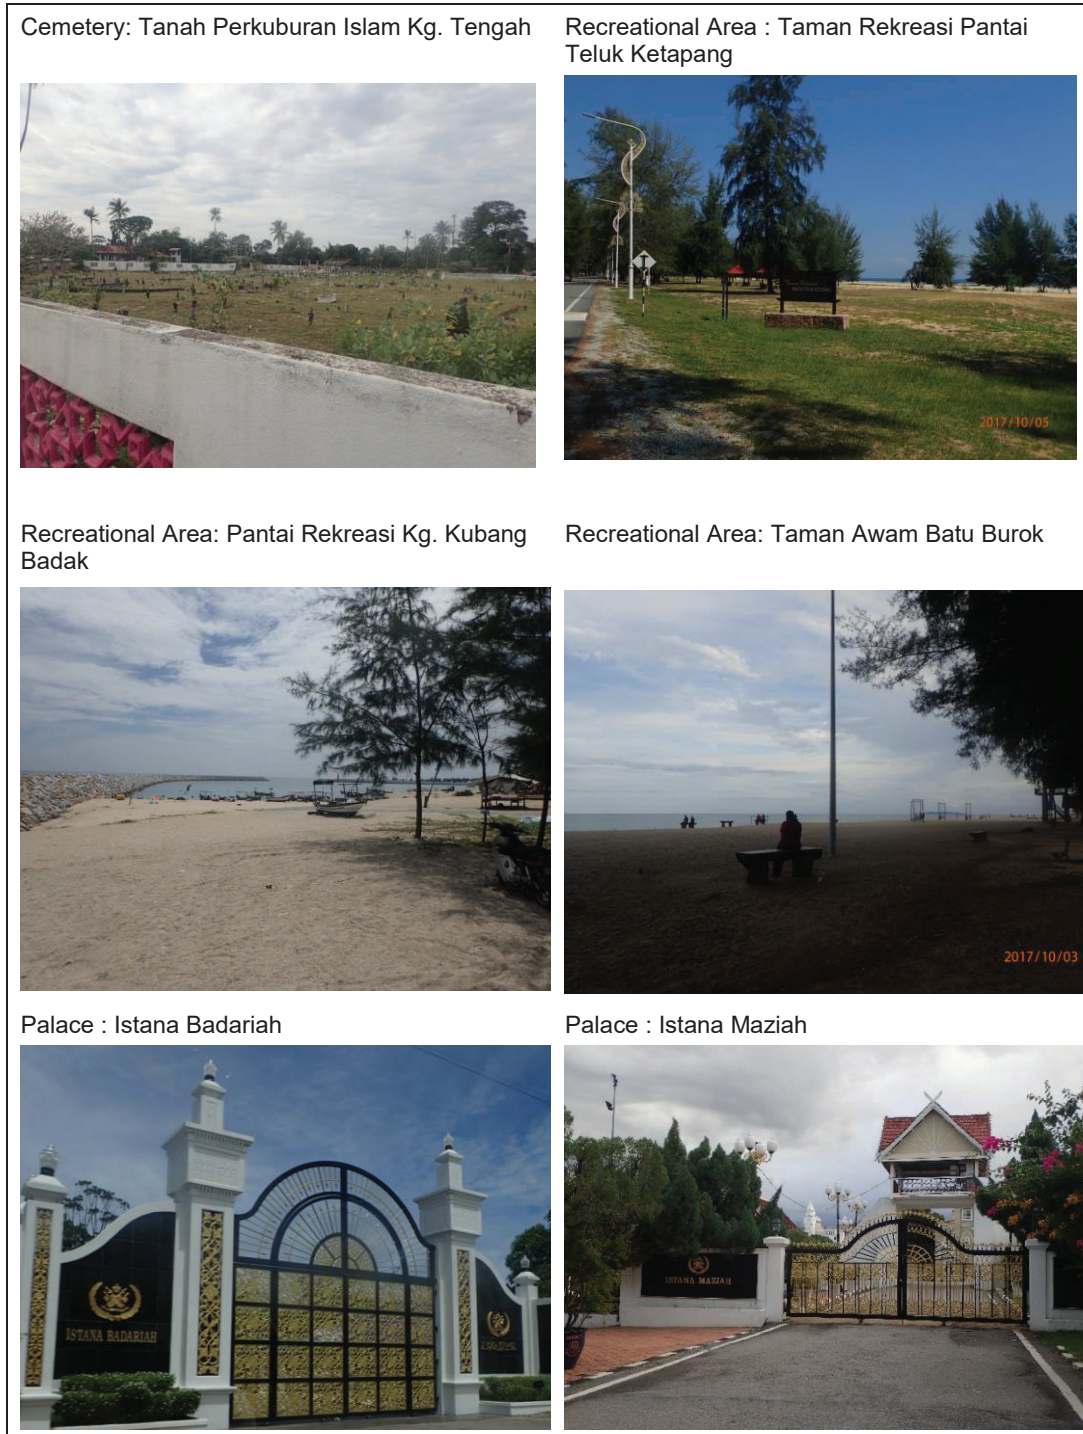 Cemetery: Tanah Perkuburan Islam Kg. Tengah
Recreational Area : Taman Rekreasi Pantai
Teluk Ketapang
2017/10/05
Recreational Area: Pantai Rekreasi Kg. Kubang
Badak
Recreational Area: Taman Awam Batu Burok
2017/10/03
Palace : Istana Badariah
Palace : Istana Maziah
ISTANA BADARIAH
ISTANA MAZIAH